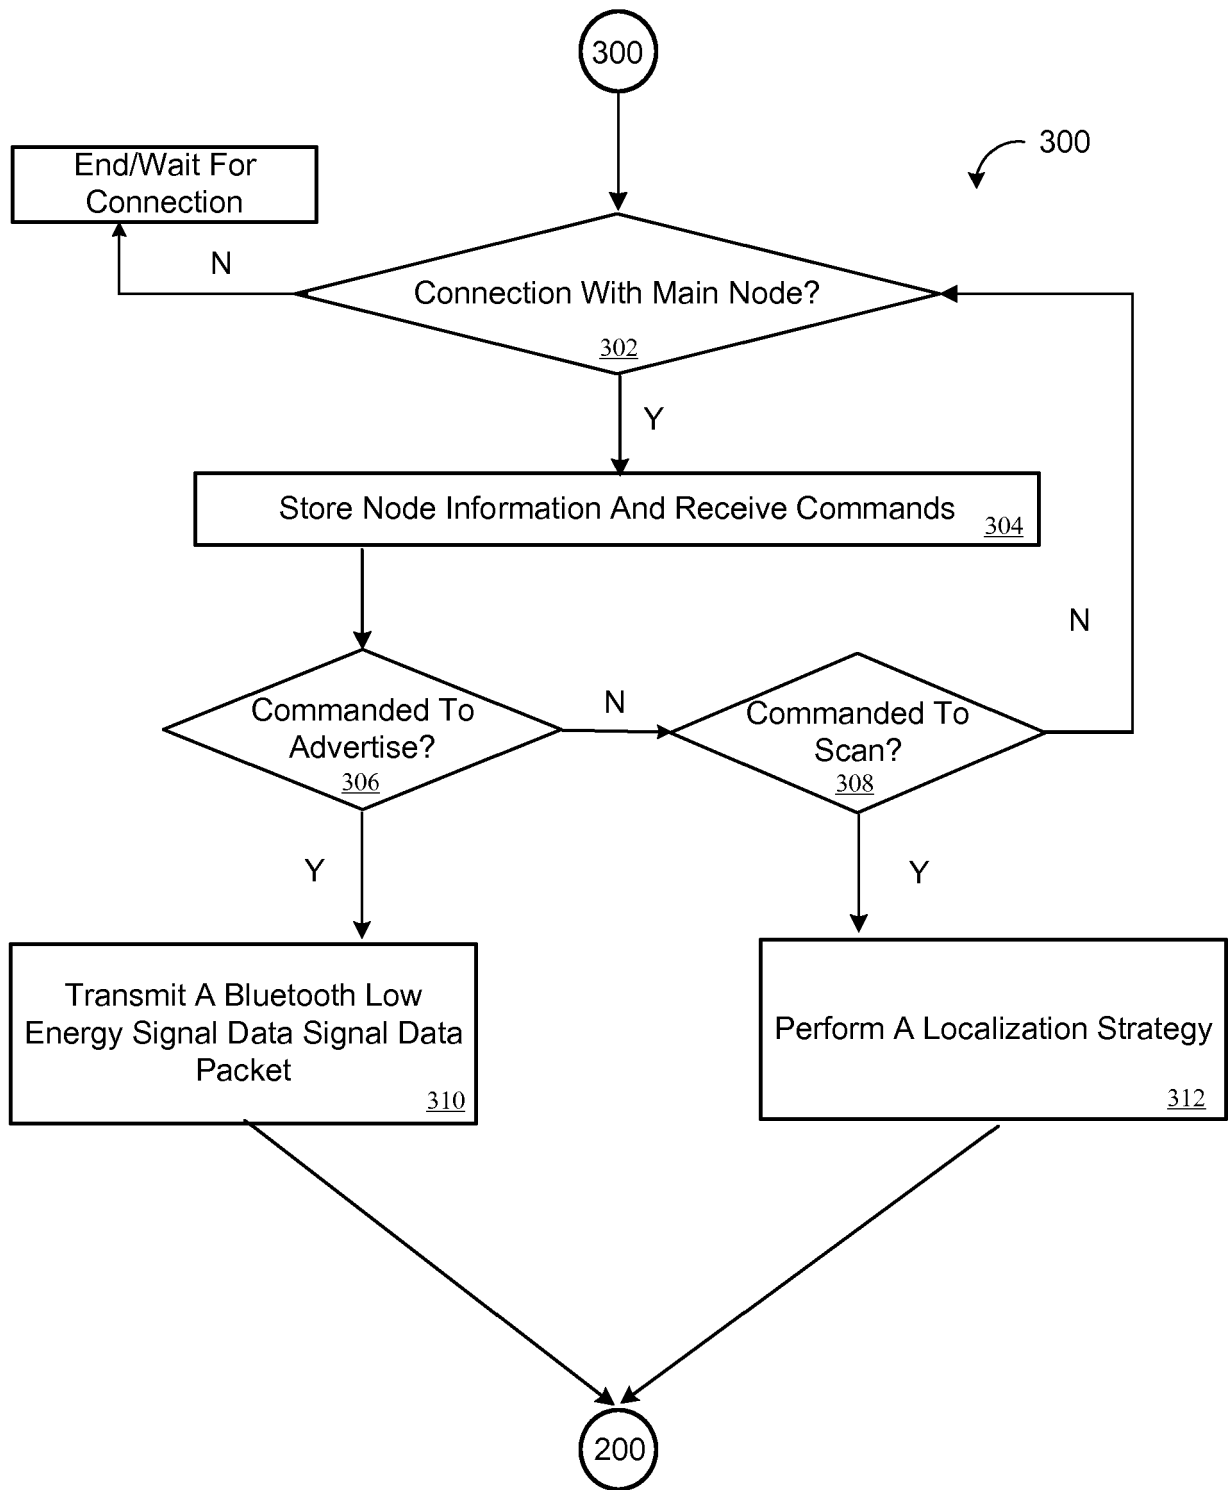 300
300
End/Wait For
Connection
N
Connection With Main Node?
302
Y
Store Node Information And Receive Commands
304
N
Commanded To
Advertise?
306
N
Commanded To
Scan?
308
Y
Y
Transmit A Bluetooth Low
Energy Signal Data Signal Data
Packet
310
Perform A Localization Strategy
312
200